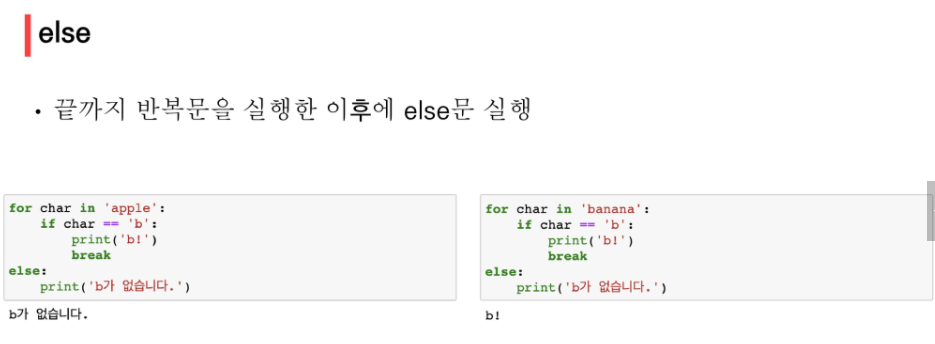 else
• 끝까지 반복문을 실행한 이후에 else문 실행
for char in 'apple':
    if char == 'b':
        print('b!')
        break
else:
    print('b가 없습니다.')
b가 없습니다.
for char in 'banana':
    if char == 'b':
        print('b!')
        break
else:
    print('b가 없습니다.')
b!